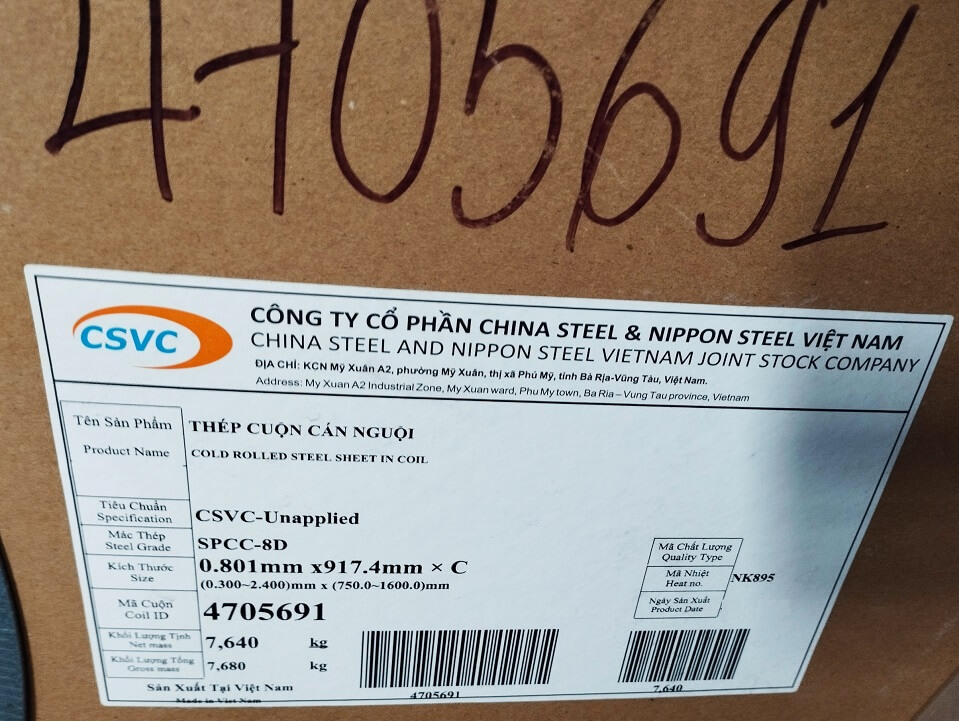 4705691
CSVC
CÔNG TY CỔ PHẦN CHINA STEEL & NIPPON STEEL VIỆT NAM
CHINA STEEL AND NIPPON STEEL VIETNAM JOINT STOCK COMPANY
ĐỊA CHỈ: KCN Mỹ Xuân A2, phường Mỹ Xuân, thị xã Phú Mỹ, tỉnh Bà Rịa-Vũng Tàu, Việt Nam.
Address: My Xuan A2 Industrial Zone, My Xuan ward, Phu My town, Ba Ria – Vung Tau province, Vietnam
Tên Sản Phẩm THÉP CUỘN CÁN NGUỘI
Product Name COLD ROLLED STEEL SHEET IN COIL
Tiêu Chuẩn
Specification CSVC-Unapplied
Mác Thép
Steel Grade SPCC-8D
Kích Thước
Size
0.801mm x917.4mm × C
(0.300~2.400)mm x (750.0~1600.0)mm
Mã Chất Lượng
Quality Type
Mã Nhiệt
Heat no. NK895
Ngày Sản Xuất
Product Date
Mã Cuộn
Coil ID 4705691
Khối Lượng Tịnh
Net mass 7,640 kg
Khối Lượng Tổng
Gross mass 7,680 kg
4705691
7,640
Sản Xuất Tại Việt Nam
Made in Viet Nam